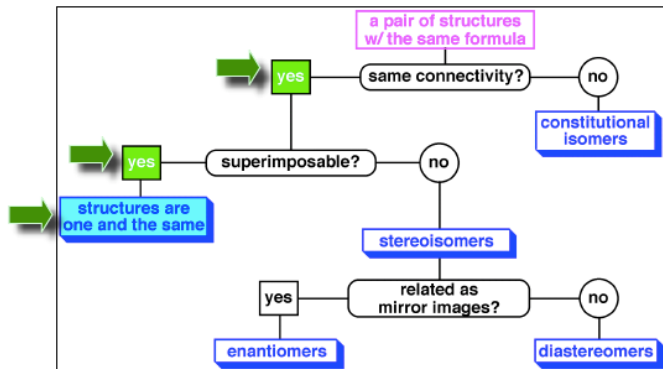 a pair of structures
w/ the same formula
yes
same connectivity?
no
constitutional
isomers
yes
superimposable?
no
structures are
one and the same
stereoisomers
yes
related as
mirror images?
no
enantiomers
diastereomers